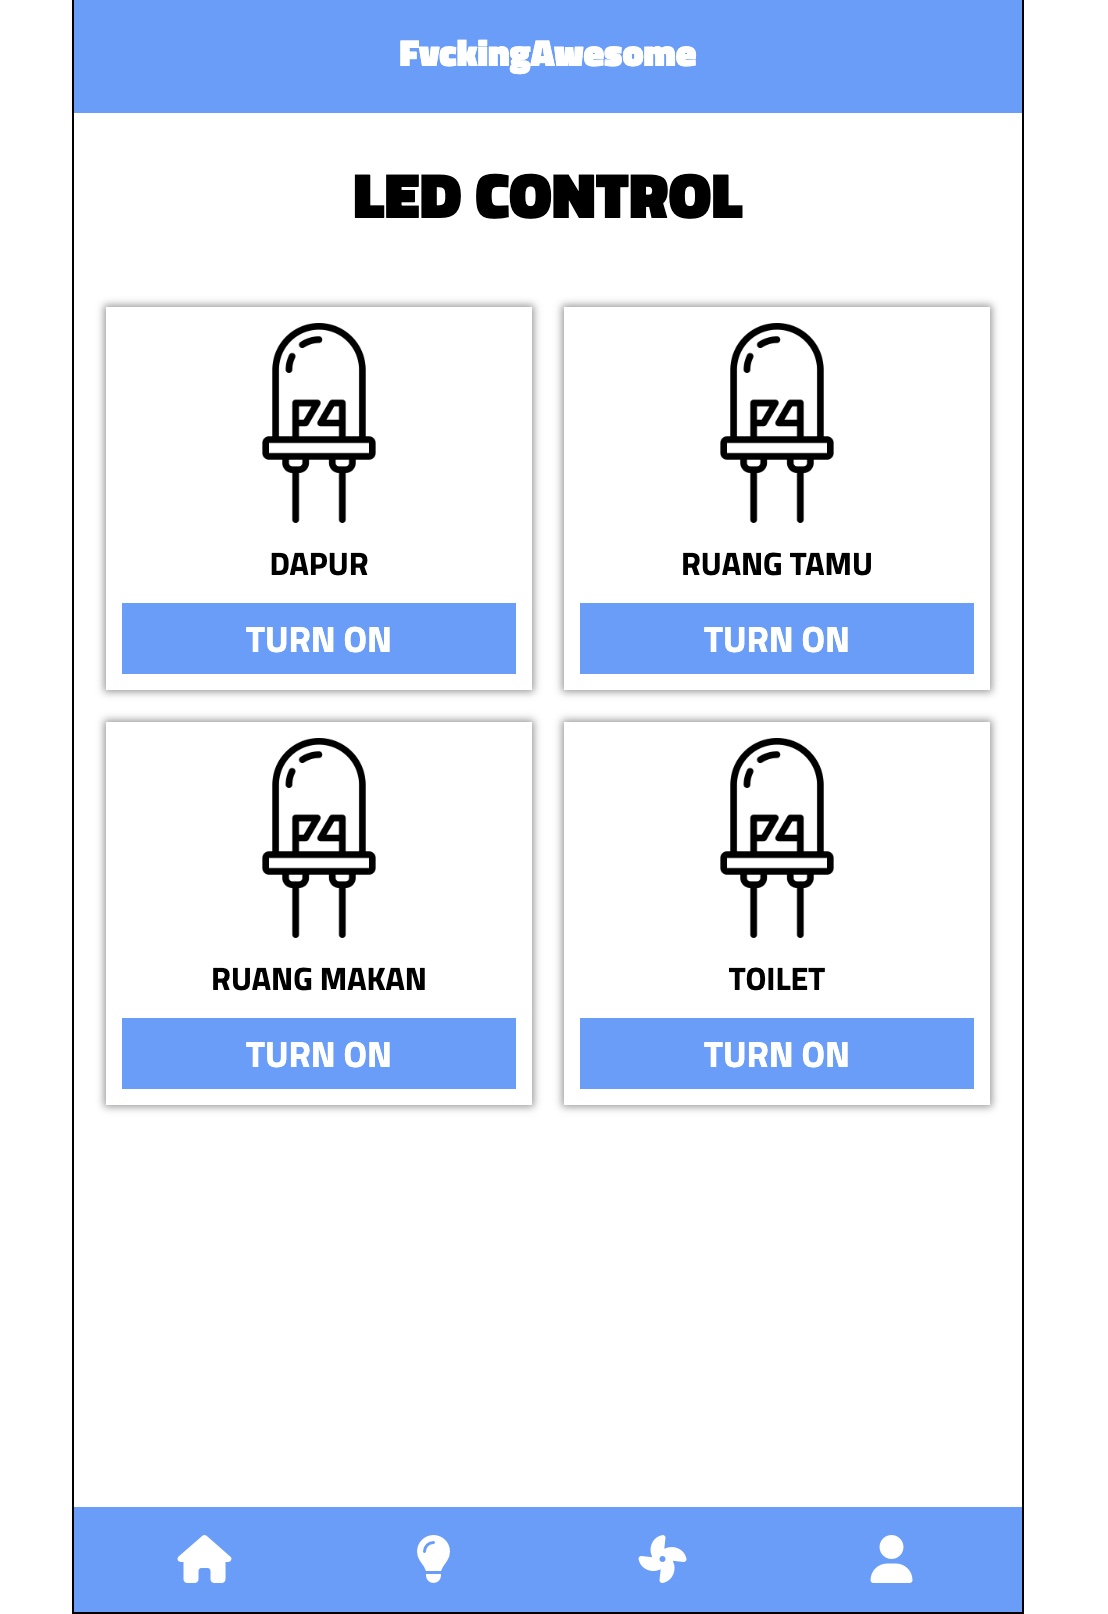 FvckingAwesome
LED CONTROL
DAPUR
TURN ON
RUANG TAMU
TURN ON
RUANG MAKAN
TURN ON
TOILET
TURN ON